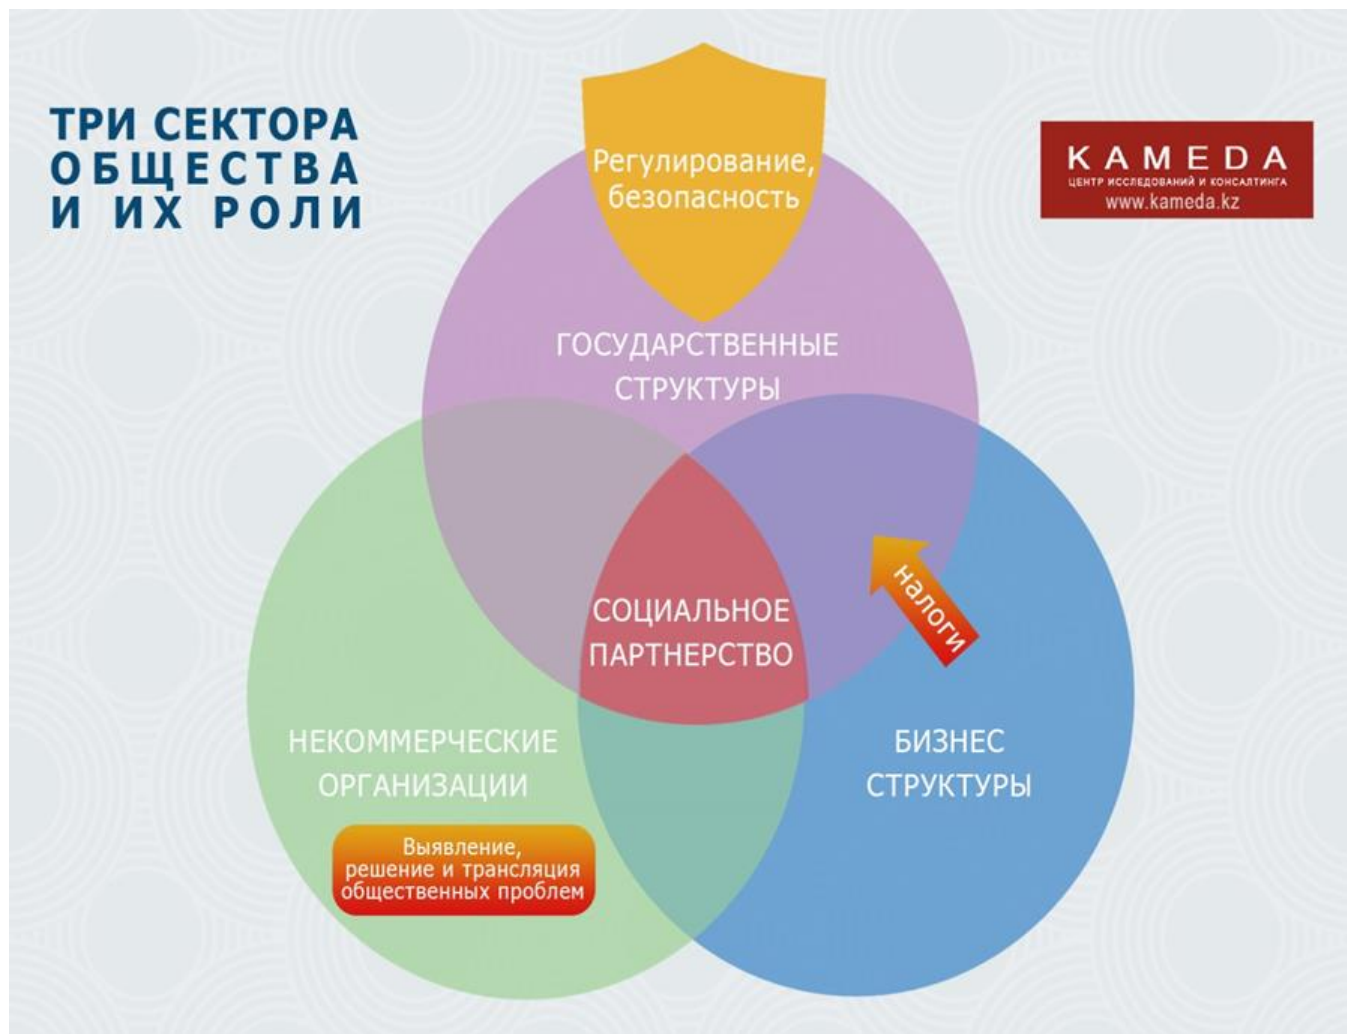 ТРИ СЕКТОРА
ОБЩЕСТВА
И ИХ РОЛИ
KAMEDA
ЦЕНТР ИССЛЕДОВАНИЙ И КОНСАЛТИНГА
www.kameda.kz
Регулирование,
безопасность
ГОСУДАРСТВЕННЫЕ
СТРУКТУРЫ
налоги
СОЦИАЛЬНОЕ
ПАРТНЕРСТВО
НЕКОММЕРЧЕСКИЕ
ОРГАНИЗАЦИИ
Выявление,
решение и трансляция
общественных проблем
БИЗНЕС
СТРУКТУРЫ